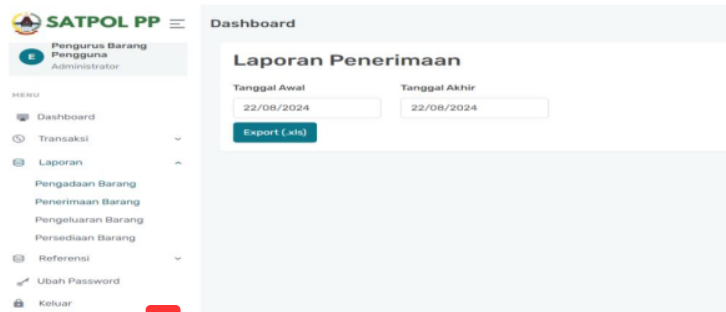 SATPOL PP
Dashboard
E
Pengurus Barang
Pengguna
Administrator
MENU
Dashboard
Transaksi
Laporan
Pengadaan Barang
Penerimaan Barang
Pengeluaran Barang
Persediaan Barang
Referensi
Ubah Password
Keluar
Laporan Penerimaan
Tanggal Awal
Tanggal Akhir
22/08/2024
22/08/2024
Export (.xls)